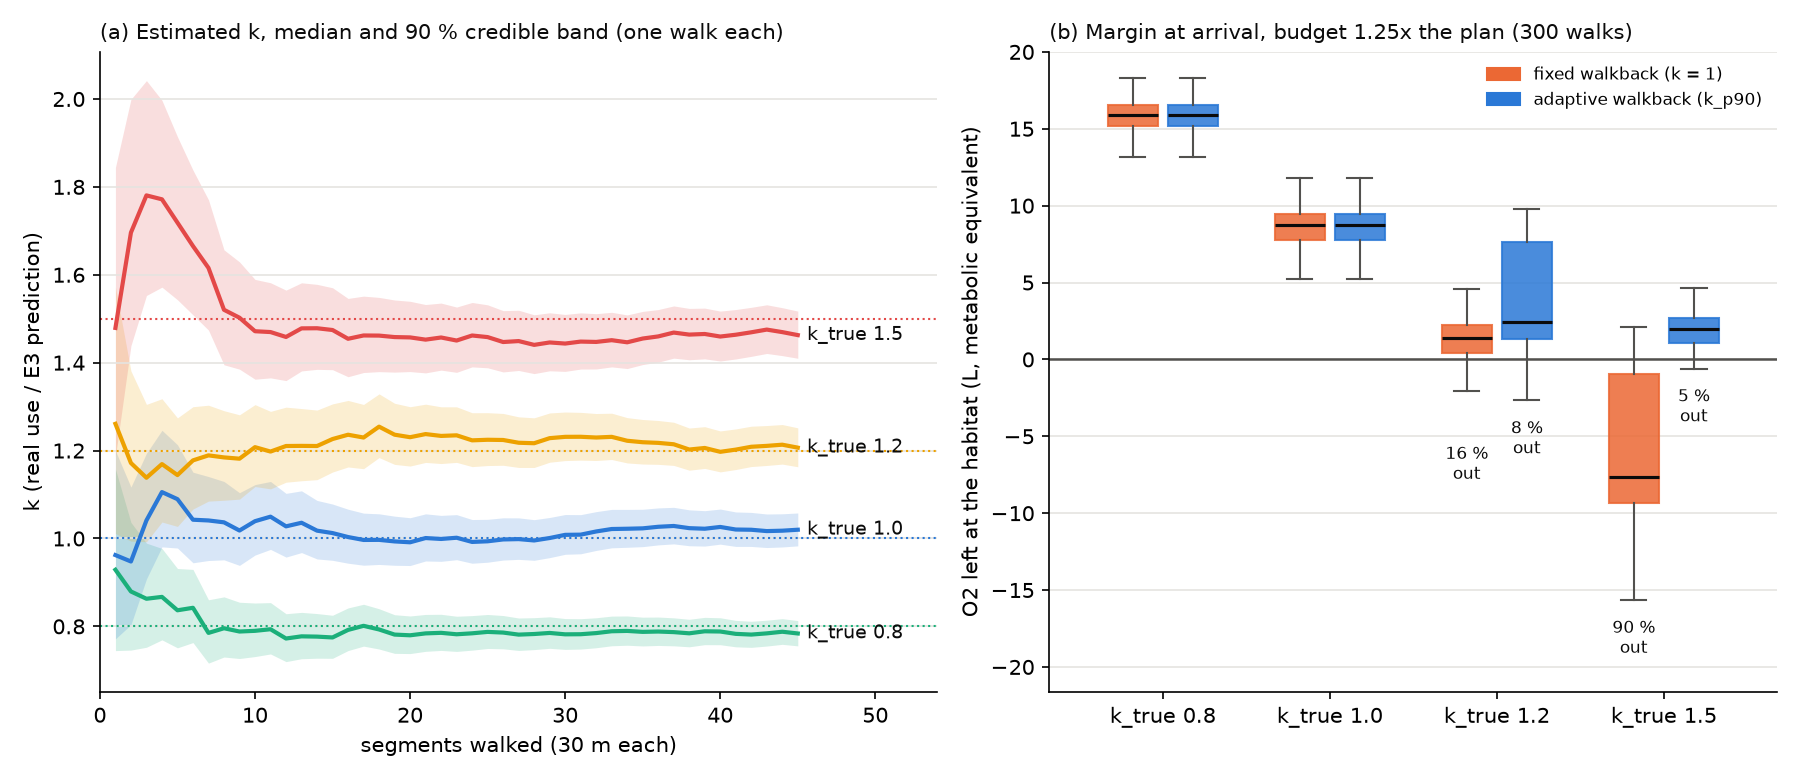 (a) Estimated k, median and 90 % credible band (one walk each)
k (real use / E3 prediction)
2.0
1.8
1.6
1.4
1.2
1.0
0.8
k_true 1.5
k_true 1.2
k_true 1.0
k_true 0.8
0 10 20 30 40 50
segments walked (30 m each)
(b) Margin at arrival, budget 1.25x the plan (300 walks)
O2 left at the habitat (L, metabolic equivalent)
20
15
10
5
0
−5
−10
−15
−20
fixed walkback (k = 1)
adaptive walkback (k_p90)
16 %
out
8 %
out
90 %
out
5 %
out
k_true 0.8 k_true 1.0 k_true 1.2 k_true 1.5